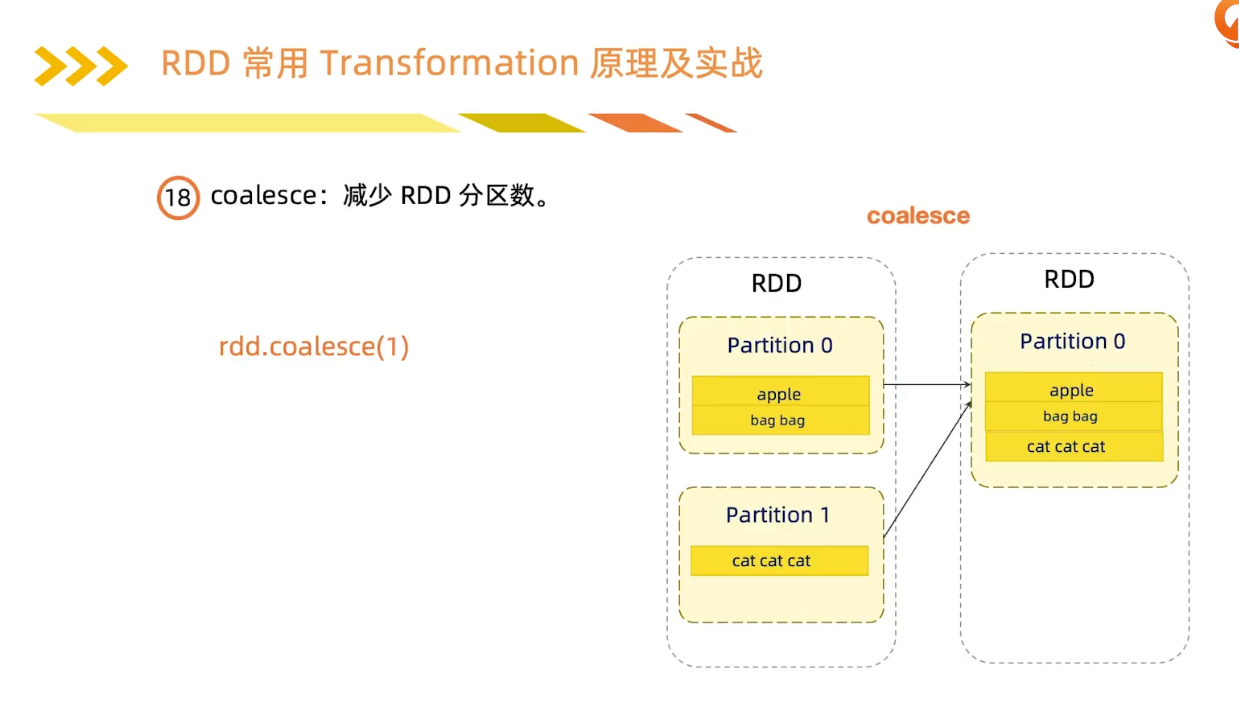 RDD 常用 Transformation 原理及实战
18 coalesce：减少 RDD 分区数。
rdd.coalesce(1)
coalesce
RDD
Partition 0
apple
bag bag
Partition 1
cat cat cat
RDD
Partition 0
apple
bag bag
cat cat cat